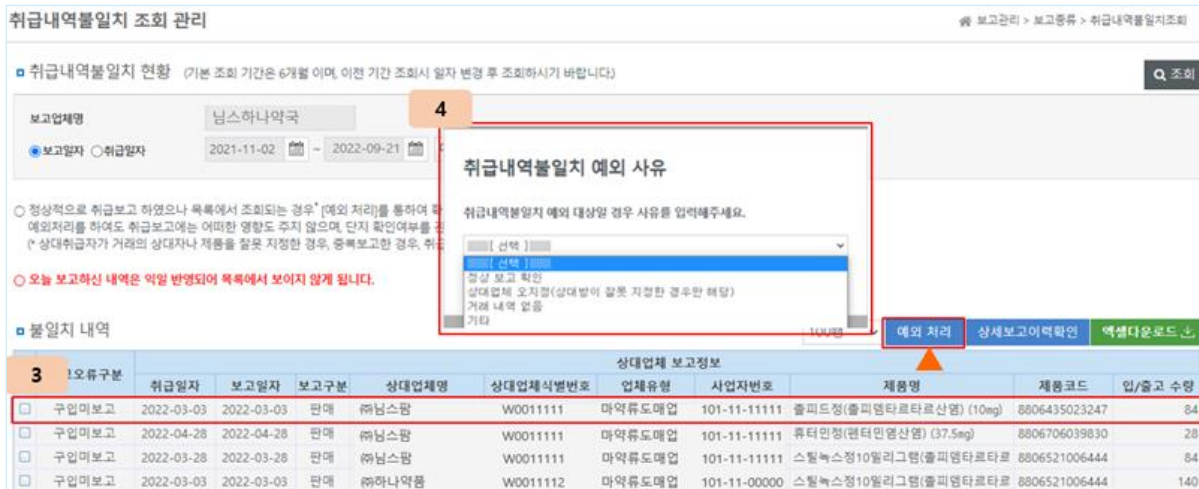 취급내역불일치 조회 관리
보고관리 > 보고종류 > 취급내역불일치조회
취급내역불일치 현황 (기본 조회 기간은 6개월 이며, 이전 기간 조회시 일자 변경 후 조회하시기 바랍니다.)
조회
4
보고업체명 님스하나약국
보고일자 취급일자 2021-11-02 ~ 2022-09-21
취급내역불일치 예외 사유
취급내역불일치 예외 대상일 경우 사유를 입력해주세요.
[ 선택 ]
[ 선택 ]
정상 보고 확인
상대업체 오지정(상대방이 잘못 지정한 경우만 해당)
거래 내역 없음
기타
○ 정상적으로 취급보고 하였으나 목록에서 조회되는 경우* [예외 처리]를 통하여
예외처리를 하여도 취급보고에는 어떠한 영향도 주지 않으며, 단지 확인여부를
(* 상대취급자가 거래의 상대자나 제품을 잘못 지정한 경우, 중복보고한 경우,
○ 오늘 보고하신 내역은 익일 반영되어 목록에서 보이지 않게 됩니다.
불일치 내역
100행 예외 처리 상세보고이력확인 엑셀다운로드
3
오류구분 상대업체 보고정보
취급일자 보고일자 보고구분 상대업체명 상대업체식별번호 업체유형 사업자번호 제품명 제품코드 입/출고 수량
구입미보고 2022-03-03 2022-03-03 판매 ㈜님스팜 W0011111 마약류도매업 101-11-11111 졸피드정(졸피뎀타르타르산염) (10mg) 8806435023247 84
구입미보고 2022-04-28 2022-04-28 판매 ㈜님스팜 W0011111 마약류도매업 101-11-11111 휴터민정(펜터민염산염) (37.5mg) 8806706039830 28
구입미보고 2022-03-28 2022-03-28 판매 ㈜님스팜 W0011111 마약류도매업 101-11-11111 스틸녹스정10밀리그램(졸피뎀타르타르 8806521006444 84
구입미보고 2022-03-03 2022-03-03 판매 ㈜하나약품 W0011112 마약류도매업 101-11-00000 스틸녹스정10밀리그램(졸피뎀타르타르 8806521006444 140